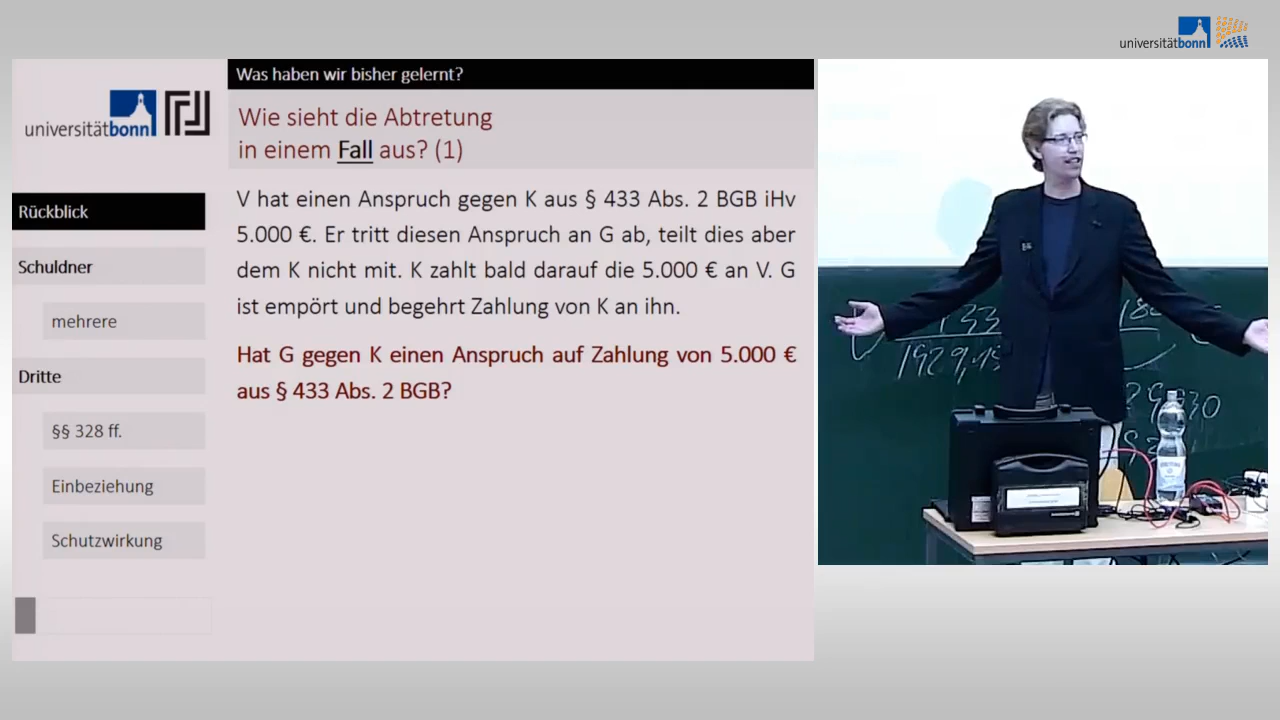 universitätbonn
Was haben wir bisher gelernt?
universitätbonn
Wie sieht die Abtretung
in einem Fall aus? (1)
Rückblick
Schuldner
mehrere
Dritte
§§ 328 ff.
Einbeziehung
Schutzwirkung
V hat einen Anspruch gegen K aus § 433 Abs. 2 BGB iHv
5.000 €. Er tritt diesen Anspruch an G ab, teilt dies aber
dem K nicht mit. K zahlt bald darauf die 5.000 € an V. G
ist empört und begehrt Zahlung von K an ihn.
Hat G gegen K einen Anspruch auf Zahlung von 5.000 €
aus § 433 Abs. 2 BGB?